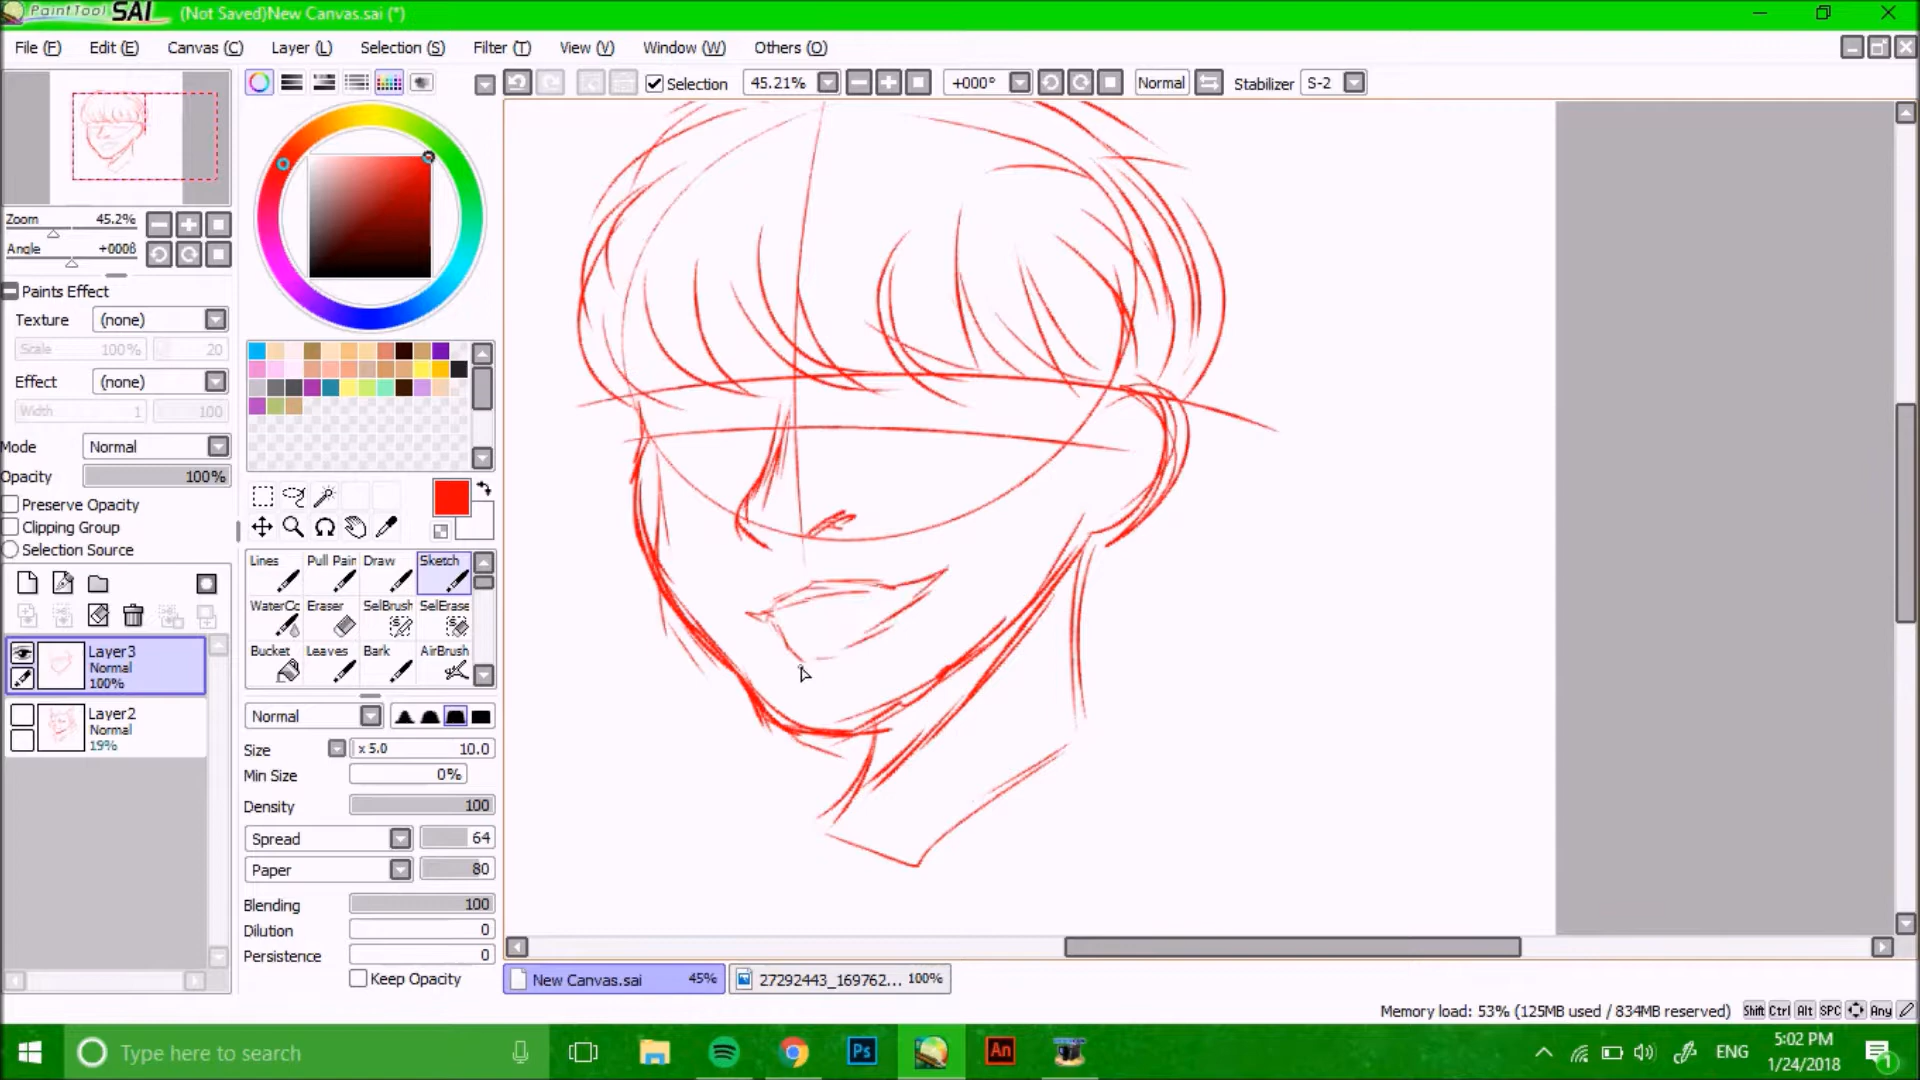 PaintTool SAI (Not Saved)New Canvas.sai (*)
File (F) Edit (E) Canvas (C) Layer (L) Selection (S) Filter (T) View (V) Window (W) Others (O)
Selection 45.21% +000° Normal Stabilizer S-2
Zoom 45.2%
Angle +000ß
Paints Effect
Texture (none)
Scale 100% 20
Effect (none)
Width 1 100
Mode Normal
Opacity 100%
Preserve Opacity
Clipping Group
Selection Source
Layer3
Normal
100%
Layer2
Normal
19%
Lines Pull Pain Draw Sketch
WaterCo Eraser SelBrush SelErase
Bucket Leaves Bark AirBrush
Normal
Size x 5.0 10.0
Min Size 0%
Density 100
Spread 64
Paper 80
Blending 100
Dilution 0
Persistence 0
Keep Opacity
New Canvas.sai 45% 27292443_169762... 100%
Memory load: 53% (125MB used / 834MB reserved) Shift Ctrl Alt SPC Any
Type here to search
Ps
An
ENG
5:02 PM
1/24/2018
1